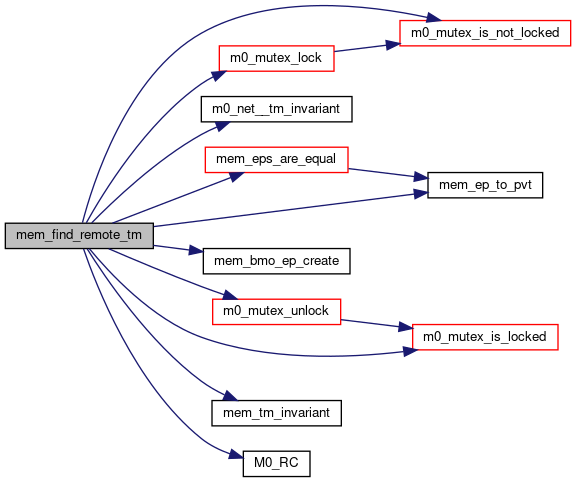 m0_mutex_is_not_locked
m0_mutex_lock
m0_net__tm_invariant
mem_eps_are_equal
mem_ep_to_pvt
mem_find_remote_tm
mem_bmo_ep_create
m0_mutex_unlock
m0_mutex_is_locked
mem_tm_invariant
M0_RC